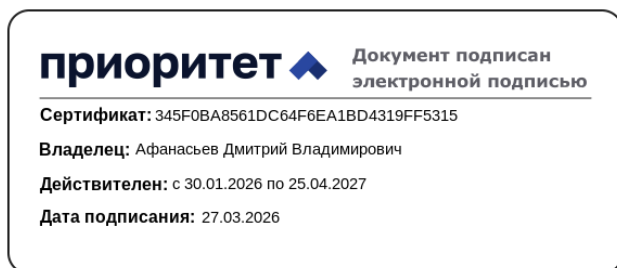 приоритет
Документ подписан
электронной подписью
Сертификат: 345F0BA8561DC64F6EA1BD4319FF5315
Владелец: Афанасьев Дмитрий Владимирович
Действителен: с 30.01.2026 по 25.04.2027
Дата подписания: 27.03.2026